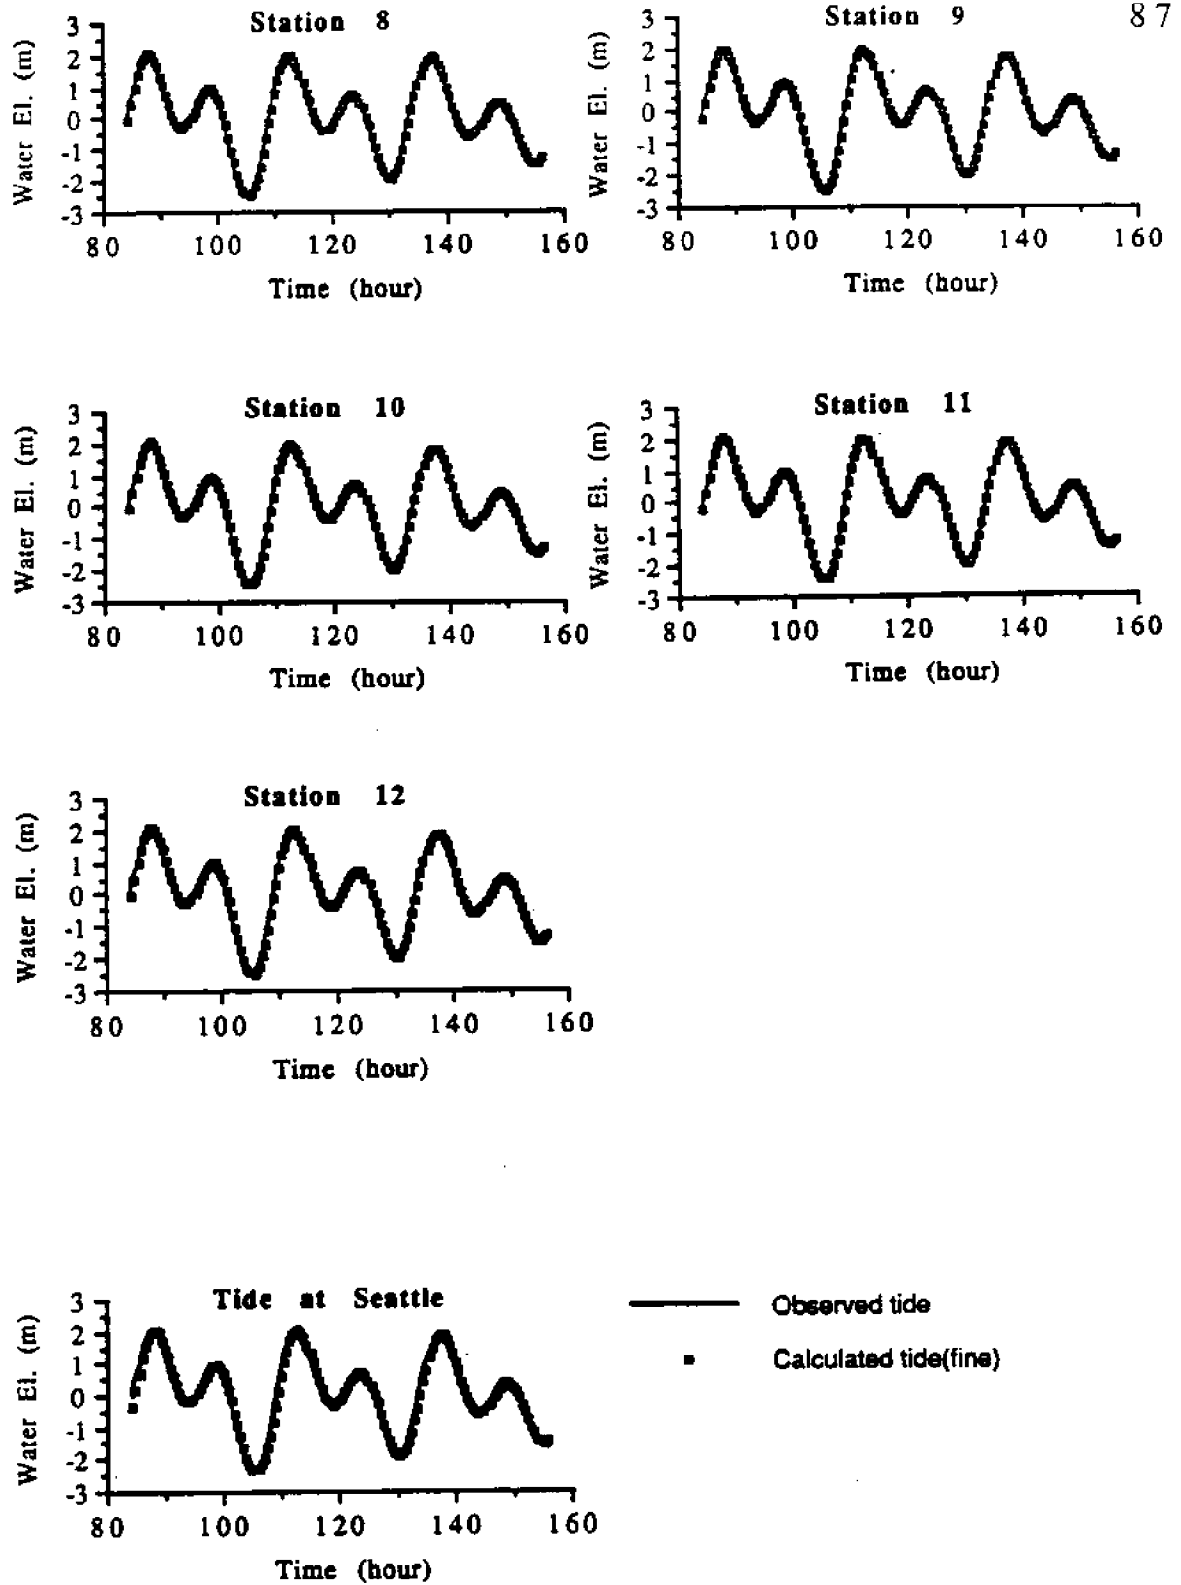 87
Station 8
Water El. (m)
3
2
1
0
-1
-2
-3
80 100 120 140 160
Time (hour)
Station 9
Water El. (m)
3
2
1
0
-1
-2
-3
80 100 120 140 160
Time (hour)
Station 10
Water El. (m)
3
2
1
0
-1
-2
-3
80 100 120 140 160
Time (hour)
Station 11
Water El. (m)
3
2
1
0
-1
-2
-3
80 100 120 140 160
Time (hour)
Station 12
Water El. (m)
3
2
1
0
-1
-2
-3
80 100 120 140 160
Time (hour)
Tide at Seattle
Water El. (m)
3
2
1
0
-1
-2
-3
80 100 120 140 160
Time (hour)
Observed tide
Calculated tide(fine)